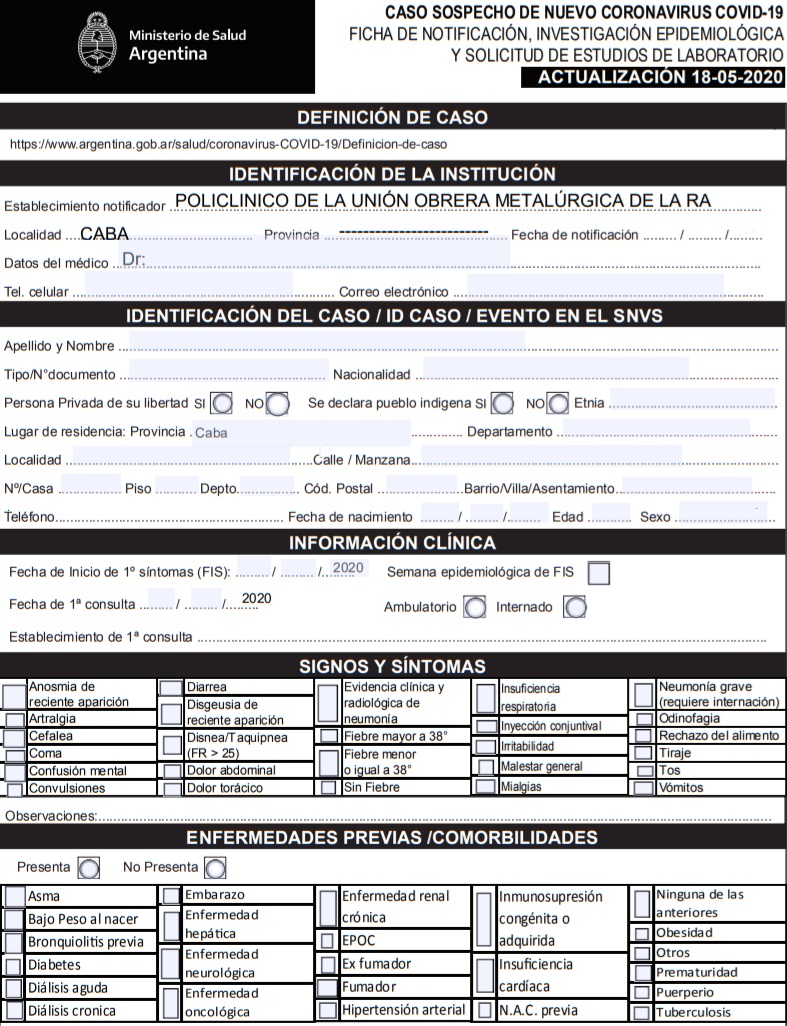 Ministerio de Salud
Argentina
CASO SOSPECHO DE NUEVO CORONAVIRUS COVID-19
FICHA DE NOTIFICACIÓN, INVESTIGACIÓN EPIDEMIOLÓGICA
Y SOLICITUD DE ESTUDIOS DE LABORATORIO
ACTUALIZACIÓN 18-05-2020
DEFINICIÓN DE CASO
https://www.argentina.gob.ar/salud/coronavirus-COVID-19/Definicion-de-caso
IDENTIFICACIÓN DE LA INSTITUCIÓN
Establecimiento notificador POLICLINICO DE LA UNIÓN OBRERA METALÚRGICA DE LA RA
Localidad CABA Provincia ------------------------- Fecha de notificación ........ / ........ /........
Datos del médico Dr:
Tel. celular Correo electrónico
IDENTIFICACIÓN DEL CASO / ID CASO / EVENTO EN EL SNVS
Apellido y Nombre
Tipo/N°documento Nacionalidad
Persona Privada de su libertad SI NO Se declara pueblo indigena SI NO Etnia
Lugar de residencia: Provincia . Caba Departamento
Localidad Calle / Manzana
Nº/Casa Piso Depto. Cód. Postal Barrio/Villa/Asentamiento
Teléfono Fecha de nacimiento ........ / ........ /........ Edad Sexo
INFORMACIÓN CLÍNICA
Fecha de Inicio de 1º síntomas (FIS): ........ / ........ /.. 2020 Semana epidemiológica de FIS
Fecha de 1ª consulta ........ / ........ /........ 2020 Ambulatorio Internado
Establecimiento de 1ª consulta
SIGNOS Y SÍNTOMAS
Anosmia de
reciente aparición
Artralgia
Cefalea
Coma
Confusión mental
Convulsiones
Diarrea
Disgeusia de
reciente aparición
Disnea/Taquipnea
(FR > 25)
Dolor abdominal
Dolor torácico
Evidencia clínica y
radiológica de
neumonía
Fiebre mayor a 38°
Fiebre menor
o igual a 38°
Sin Fiebre
Insuficiencia
respiratoria
Inyección conjuntival
Irritabilidad
Malestar general
Mialgias
Neumonía grave
(requiere internación)
Odinofagia
Rechazo del alimento
Tiraje
Tos
Vómitos
Observaciones:
ENFERMEDADES PREVIAS /COMORBILIDADES
Presenta No Presenta
Asma
Bajo Peso al nacer
Bronquiolitis previa
Diabetes
Diálisis aguda
Diálisis cronica
Embarazo
Enfermedad
hepática
Enfermedad
neurológica
Enfermedad
oncológica
Enfermedad renal
crónica
EPOC
Ex fumador
Fumador
Hipertensión arterial
Inmunosupresión
congénita o
adquirida
Insuficiencia
cardíaca
N.A.C. previa
Ninguna de las
anteriores
Obesidad
Otros
Prematuridad
Puerperio
Tuberculosis